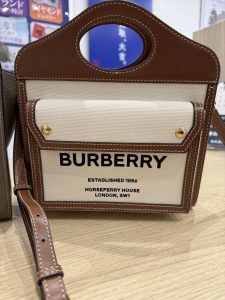 BURBERRY
ESTABLISHED 1856
HORSEFERRY HOUSE
LONDON, SW1